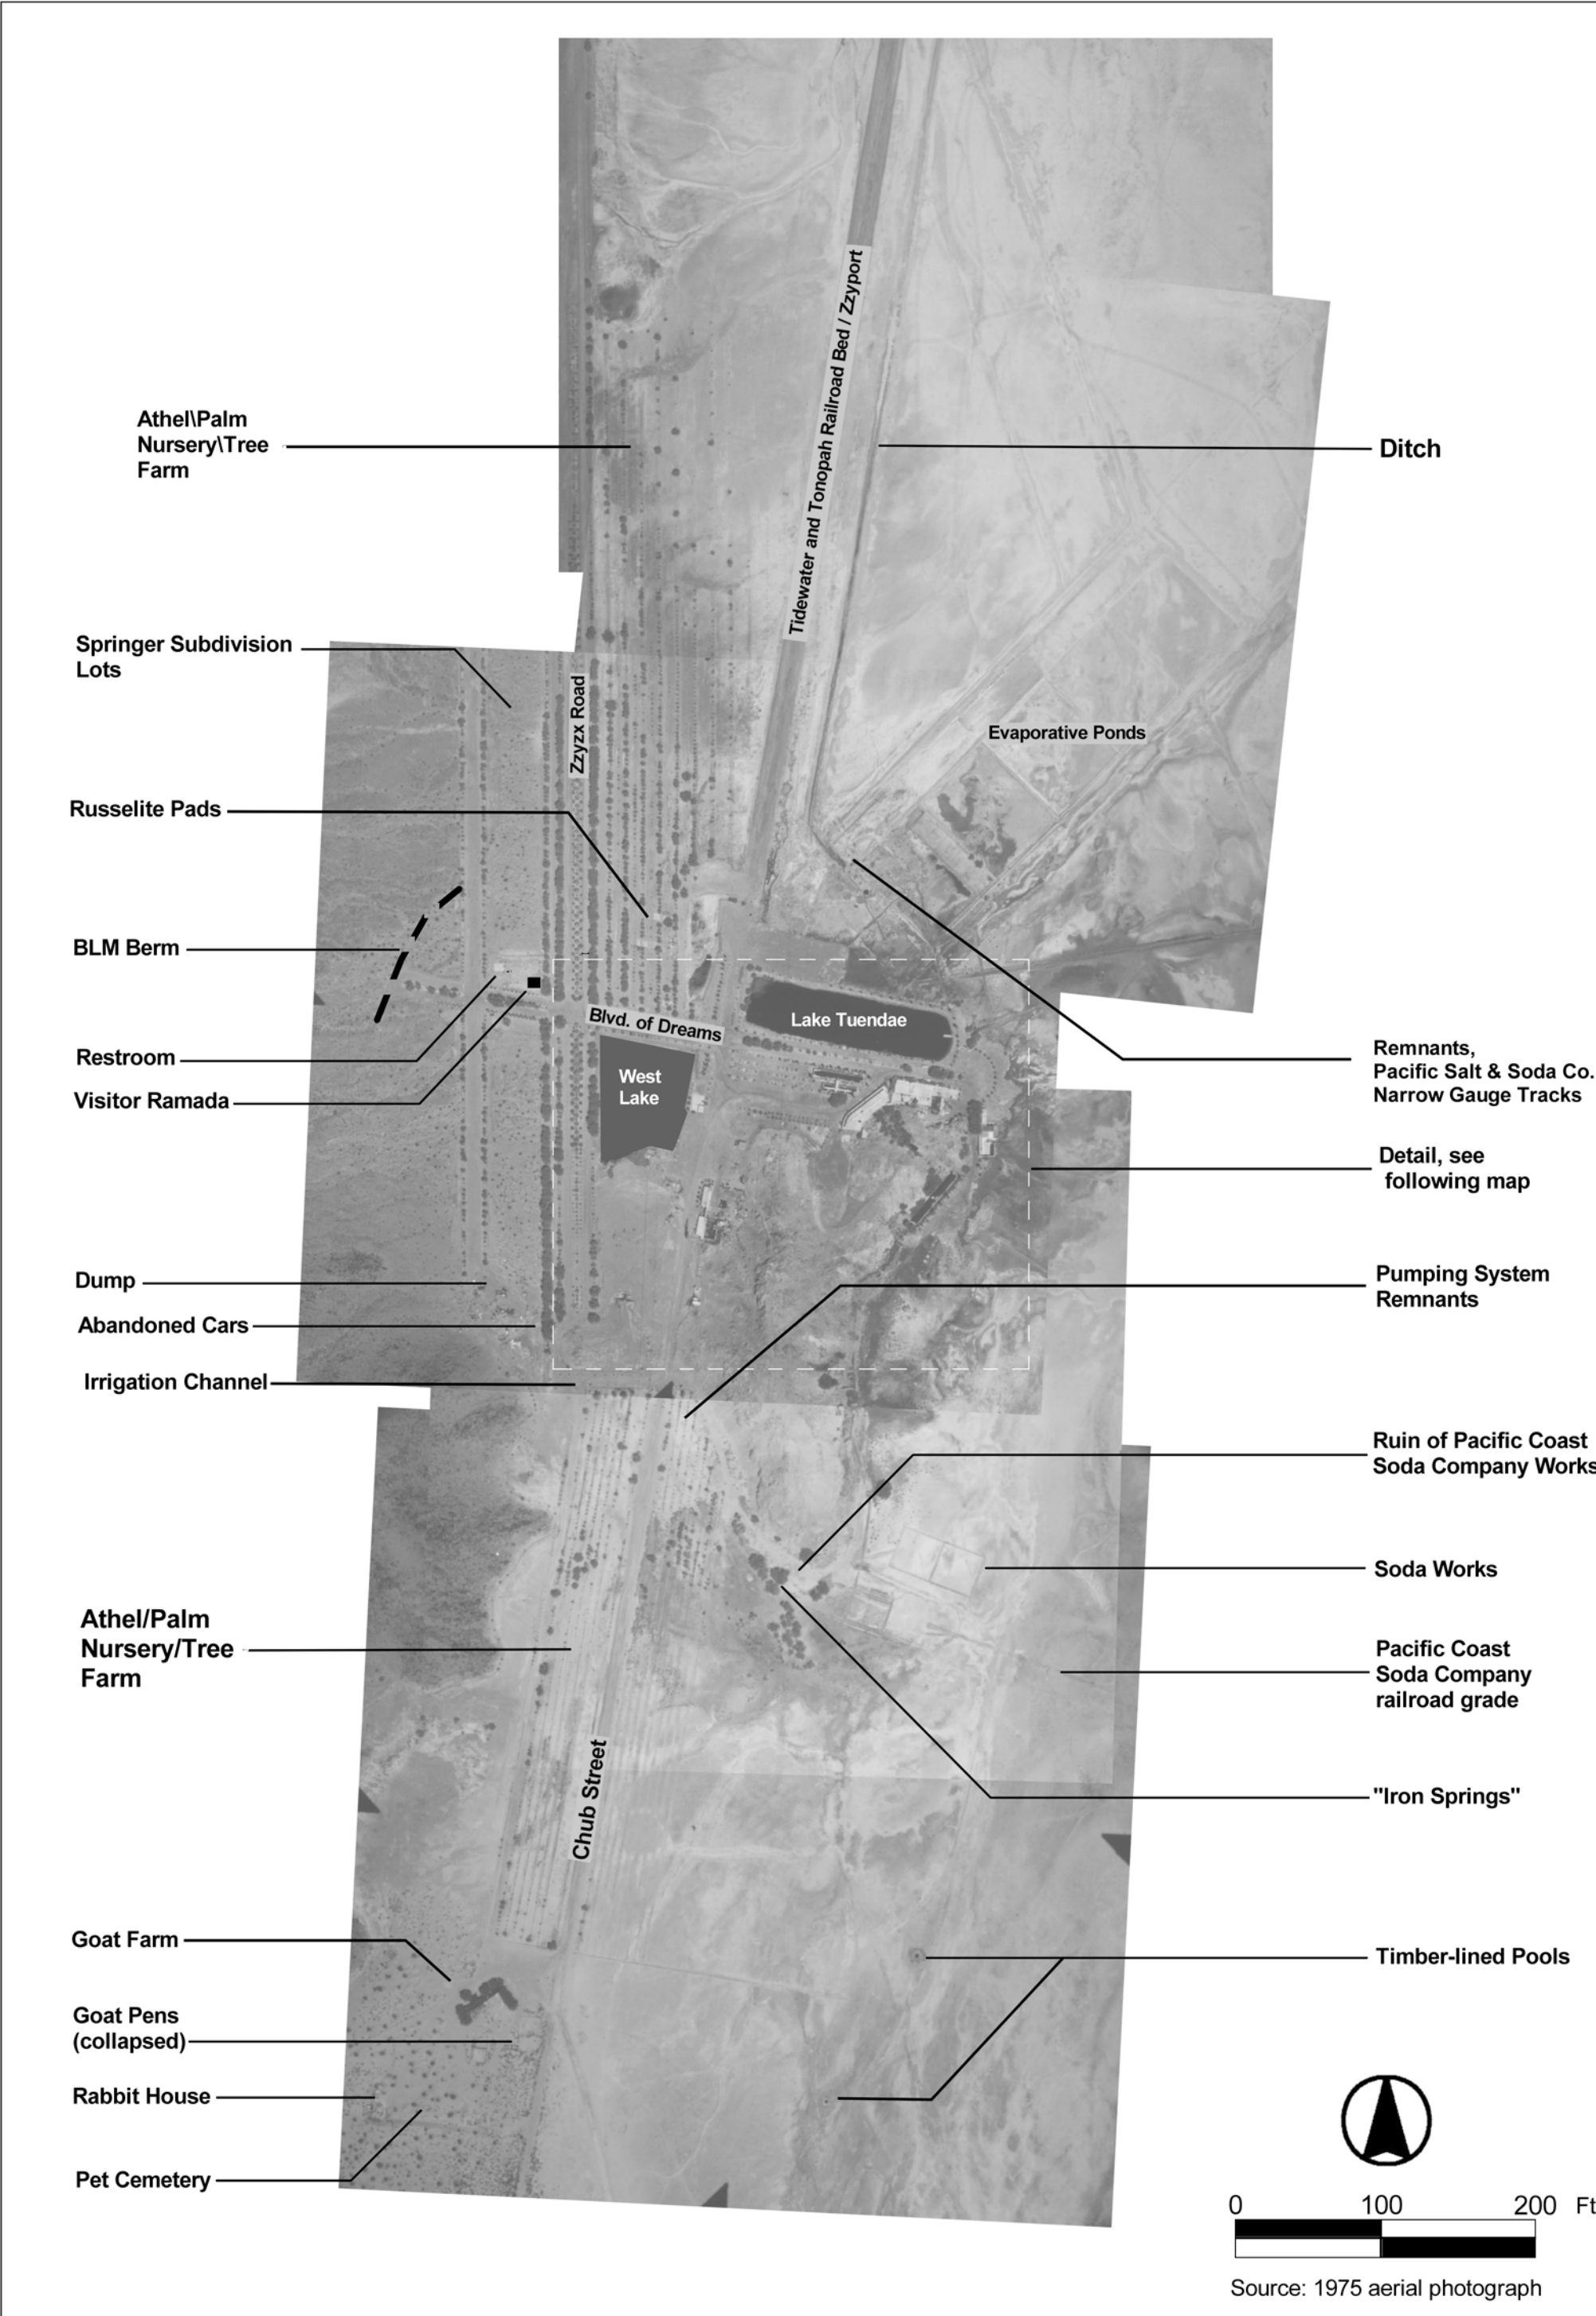 Tidewater and Tonopah Railroad Bed / Zzyport
Athel\Palm
Nursery\Tree
Farm
Ditch
Springer Subdivision
Lots
Zzyzx Road
Evaporative Ponds
Russelite Pads
BLM Berm
Blvd. of Dreams
Lake Tuendae
West
Lake
Restroom
Visitor Ramada
Remnants,
Pacific Salt & Soda Co.
Narrow Gauge Tracks
Detail, see
following map
Dump
Pumping System
Remnants
Abandoned Cars
Irrigation Channel
Ruin of Pacific Coast
Soda Company Works
Soda Works
Athel/Palm
Nursery/Tree
Farm
Pacific Coast
Soda Company
railroad grade
Chub Street
"Iron Springs"
Goat Farm
Timber-lined Pools
Goat Pens
(collapsed)
Rabbit House
Pet Cemetery
0 100 200 Ft
Source: 1975 aerial photograph